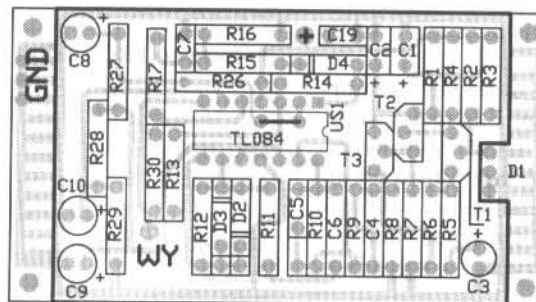 C8
GND
R27
R17
C7
R16
C19
C2
C1
R15
D4
R26
R14
R1
R4
R2
R3
T2
US1
TL084
T3
D1
R28
R30
R13
C10
R29
C9
WY
R12
D3
D2
R11
C5
R10
C6
R9
C4
R8
R7
R6
R5
T1
C3